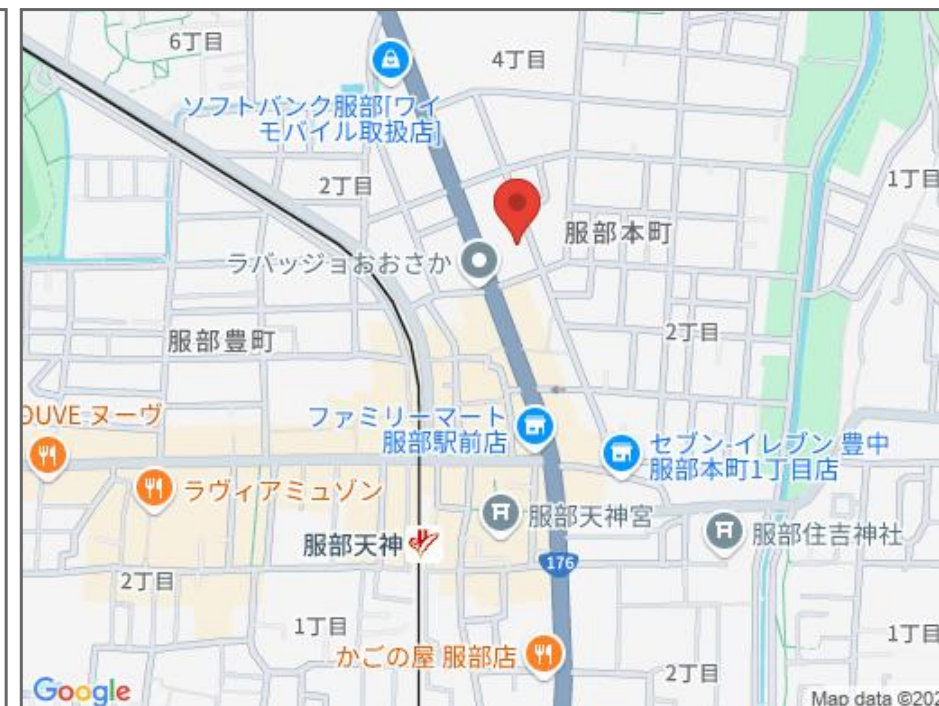 6丁目
4丁目
ソフトバンク服部[ワイ
モバイル取扱店]
1丁目
2丁目
服部本町
ラバッジョおおさか
2丁目
服部豊町
OUVE ヌーヴ
ファミリーマート
服部駅前店
セブン-イレブン 豊中
服部本町1丁目店
ラヴィアミュゾン
服部天神宮
服部住吉神社
服部天神
176
2丁目
1丁目
1丁目
かごの屋 服部店
2丁目
Google
Map data ©202